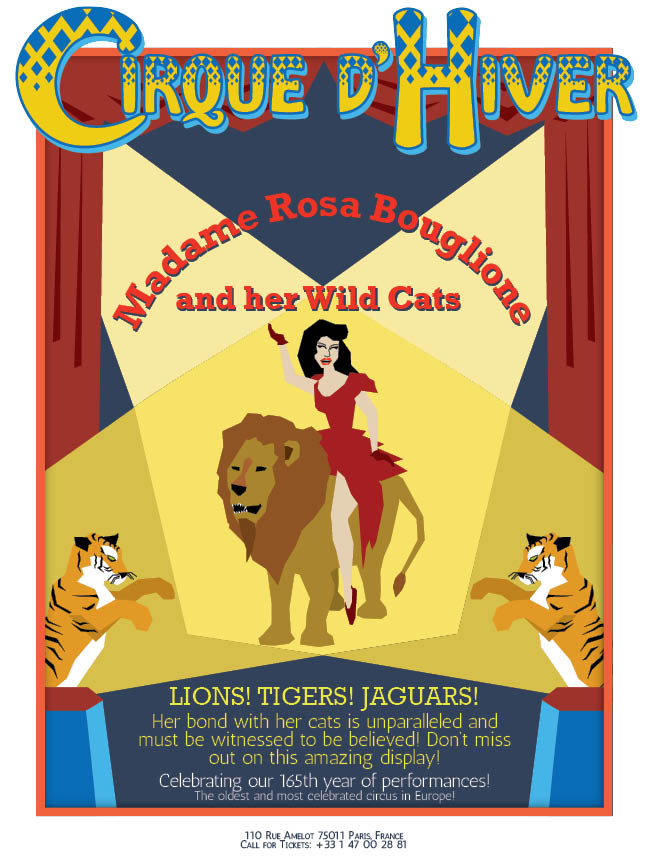 Cirque d'Hiver
Madame Rosa Bouglione
and her Wild Cats
LIONS! TIGERS! JAGUARS!
Her bond with her cats is unparalleled and
must be witnessed to be believed! Don't miss
out on this amazing display!
Celebrating our 165th year of performances!
The oldest and most celebrated circus in Europe!
110 Rue Amelot 75011 Paris, France
Call for Tickets: +33 1 47 00 28 81